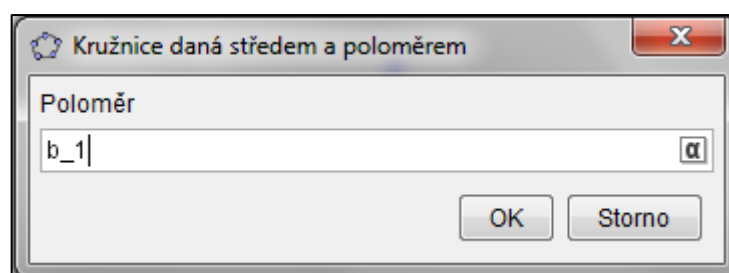 Kružnice daná středem a poloměrem
Poloměr
b_1
α
OK
Storno